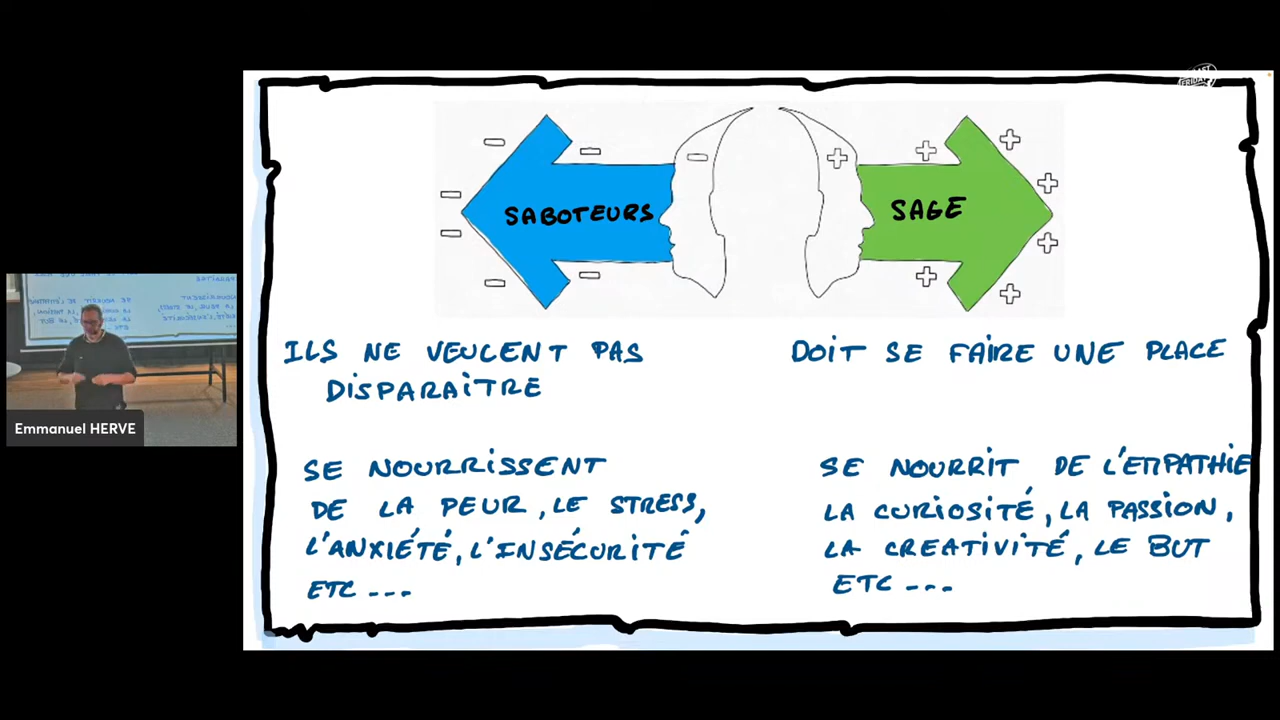 SABOTEURS
SAGE
ILS NE VEULENT PAS
DISPARAITRE
DOIT SE FAIRE UNE PLACE
SE NOURRISSENT
DE LA PEUR, LE STRESS,
L'ANXIÉTÉ, L'INSÉCURITÉ
ETC ---
SE NOURRIT DE L'EMPATHIE
LA CURIOSITÉ, LA PASSION,
LA CREATIVITÉ, LE BUT
ETC ---
Emmanuel HERVE